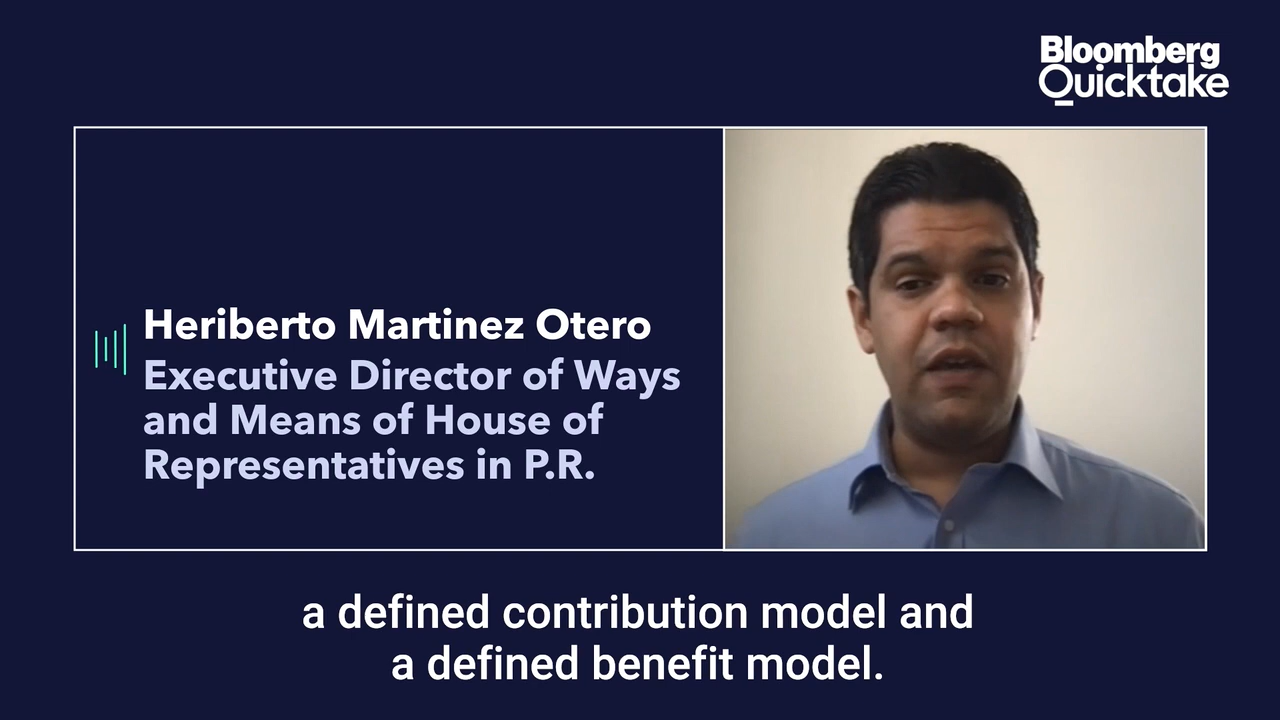 Bloomberg
Quicktake
Heriberto Martinez Otero
Executive Director of Ways
and Means of House of
Representatives in P.R.
a defined contribution model and
a defined benefit model.